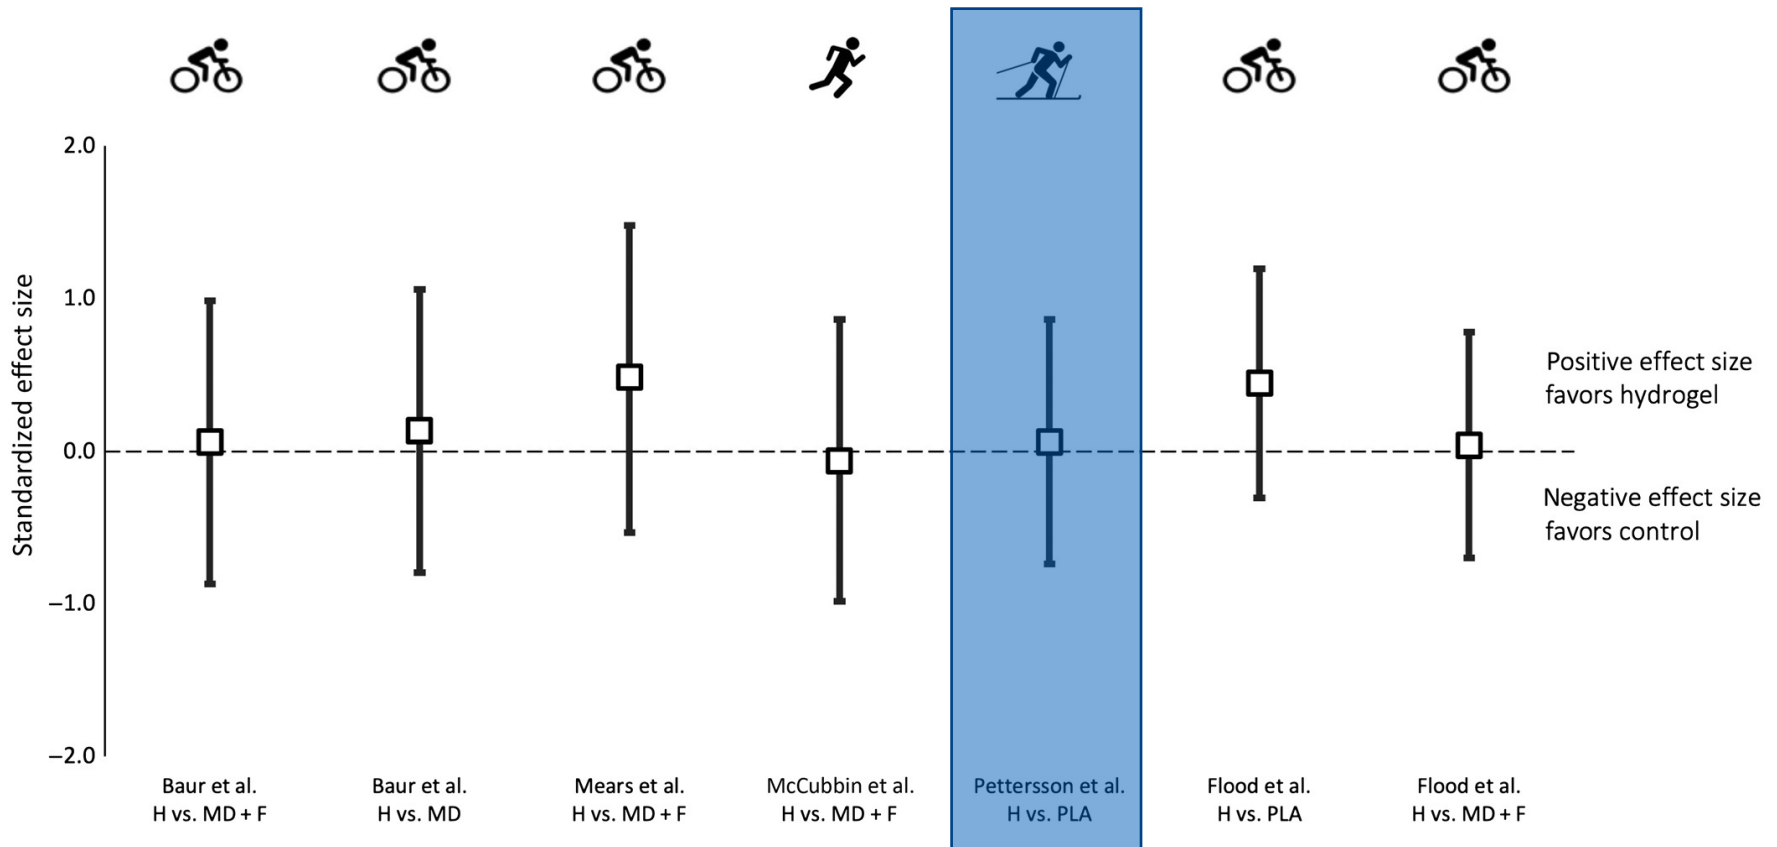 2.0
1.0
0.0
–1.0
–2.0
Standardized effect size
Positive effect size
favors hydrogel
Negative effect size
favors control
Baur et al.
H vs. MD + F
Baur et al.
H vs. MD
Mears et al.
H vs. MD + F
McCubbin et al.
H vs. MD + F
Pettersson et al.
H vs. PLA
Flood et al.
H vs. PLA
Flood et al.
H vs. MD + F